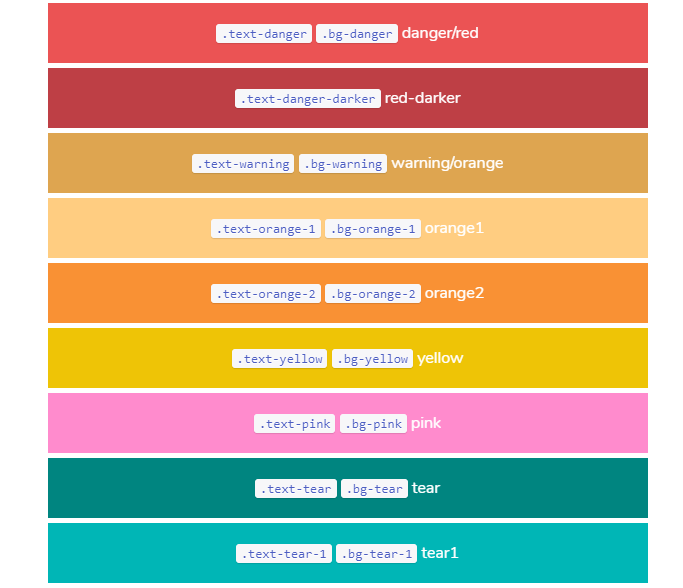 .text-danger .bg-danger danger/red
.text-danger-darker red-darker
.text-warning .bg-warning warning/orange
.text-orange-1 .bg-orange-1 orange1
.text-orange-2 .bg-orange-2 orange2
.text-yellow .bg-yellow yellow
.text-pink .bg-pink pink
.text-tear .bg-tear tear
.text-tear-1 .bg-tear-1 tear1